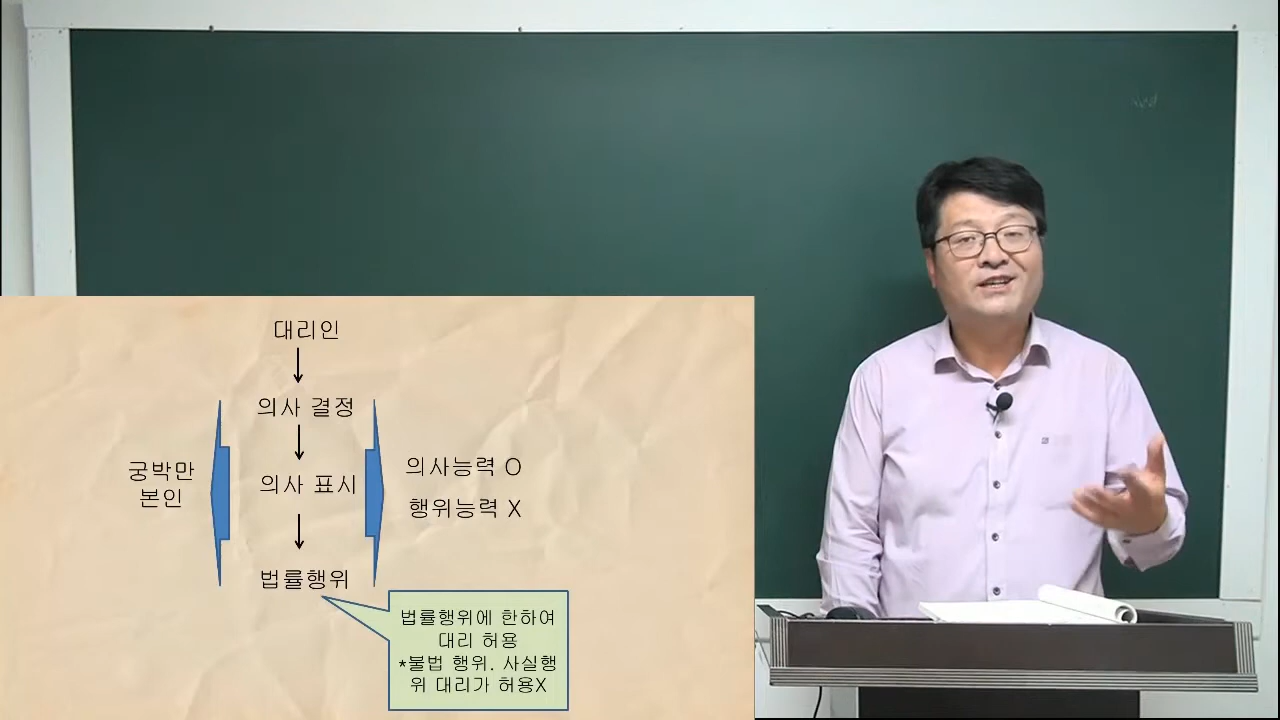 대리인
의사 결정
궁박만
본인
의사 표시
의사능력 O
행위능력 X
법률행위
법률행위에 한하여
대리 허용
*불법 행위. 사실행
위 대리가 허용X